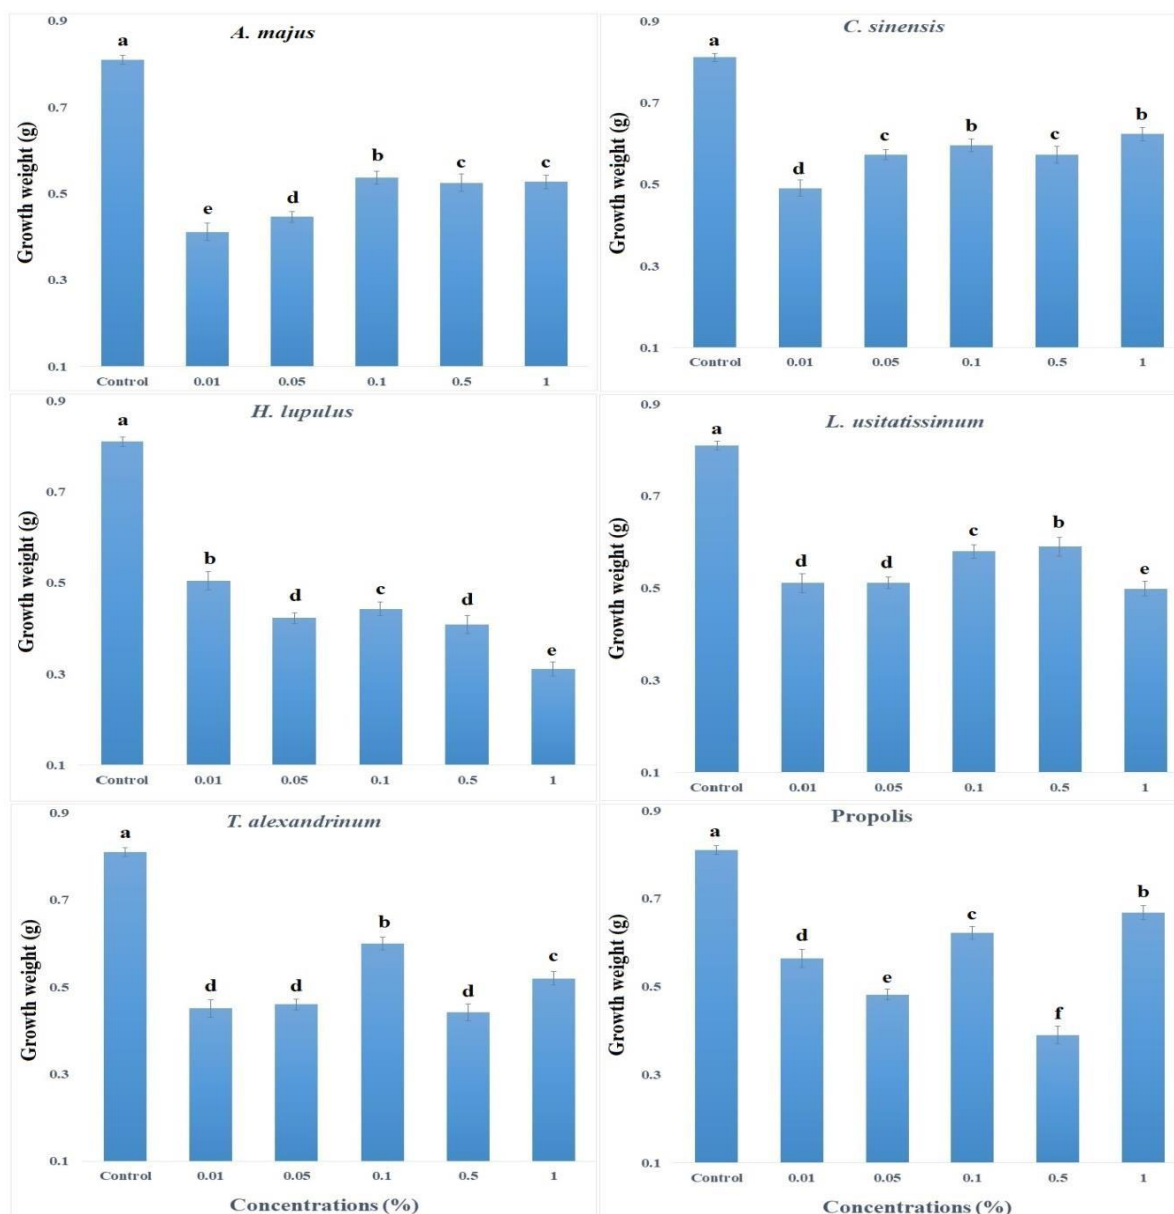 A. majus
0.9
0.7
0.5
0.3
0.1
Growth weight (g)
a
e
d
b
c
c
Control 0.01 0.05 0.1 0.5 1
C. sinensis
0.9
0.7
0.5
0.3
0.1
Growth weight (g)
a
d
c
b
c
b
Control 0.01 0.05 0.1 0.5 1
H. lupulus
0.9
0.7
0.5
0.3
0.1
Growth weight (g)
a
b
d
c
d
e
Control 0.01 0.05 0.1 0.5 1
L. usitatissimum
0.9
0.7
0.5
0.3
0.1
Growth weight (g)
a
d
d
c
b
e
Control 0.01 0.05 0.1 0.5 1
T. alexandrinum
0.9
0.7
0.5
0.3
0.1
Growth weight (g)
a
d
d
b
d
c
Control 0.01 0.05 0.1 0.5 1
Concentrations (%)
Propolis
0.9
0.7
0.5
0.3
0.1
Growth weight (g)
a
d
e
c
f
b
Control 0.01 0.05 0.1 0.5 1
Concentrations (%)